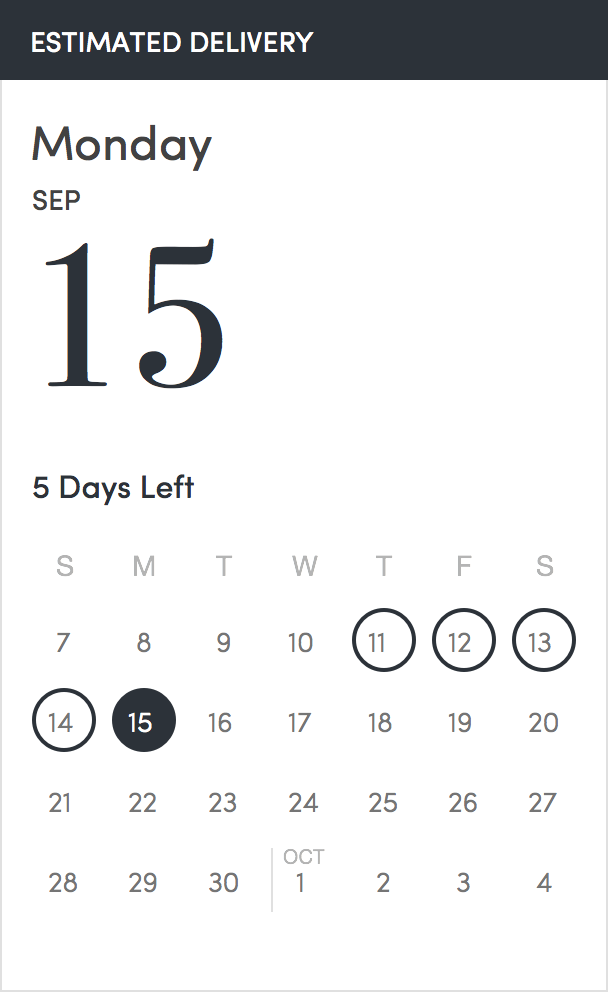 ESTIMATED DELIVERY
Monday
SEP
15
5 Days Left
S M T W T F S
7 8 9 10 11 12 13
14 15 16 17 18 19 20
21 22 23 24 25 26 27
OCT
28 29 30 1 2 3 4